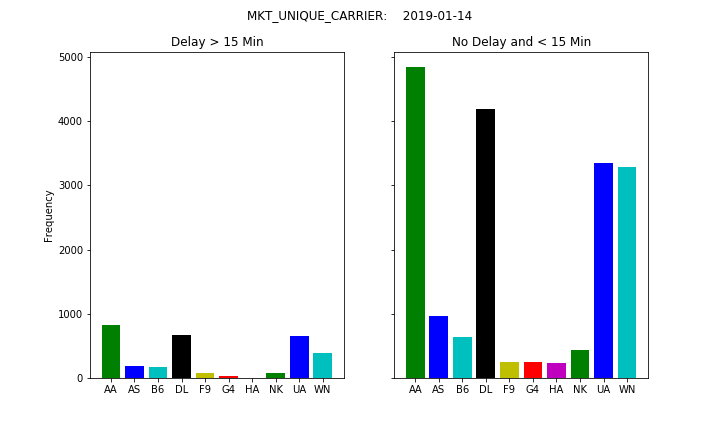 MKT_UNIQUE_CARRIER:    2019-01-14
Delay > 15 Min
No Delay and < 15 Min
Frequency
5000
4000
3000
2000
1000
0
AA AS B6 DL F9 G4 HA NK UA WN
AA AS B6 DL F9 G4 HA NK UA WN